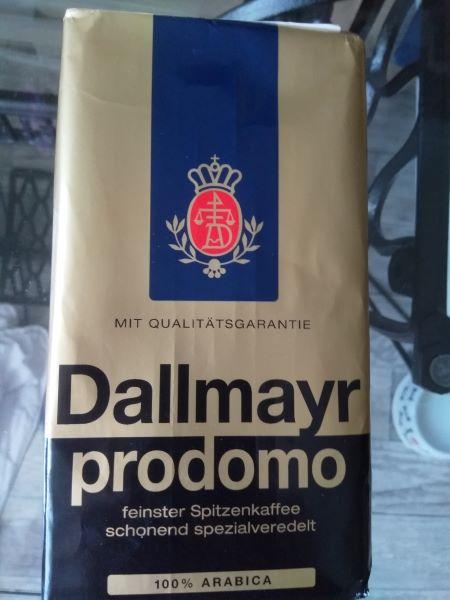 MIT QUALITÄTSGARANTIE
Dallmayr
prodomo
feinster Spitzenkaffee
schonend spezialveredelt
100% ARABICA